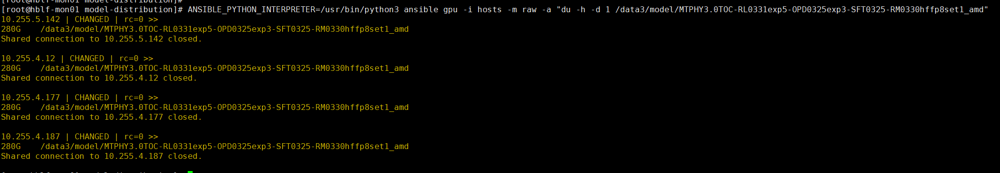 [root@hblf-mon01 model-distribution]#
[root@hblf-mon01 model-distribution]# ANSIBLE_PYTHON_INTERPRETER=/usr/bin/python3 ansible gpu -i hosts -m raw -a "du -h -d 1 /data3/model/MTPHY3.0TOC-RL0331exp5-OPD0325exp3-SFT0325-RM0330hffp8set1_amd"
10.255.5.142 | CHANGED | rc=0 >>
280G    /data3/model/MTPHY3.0TOC-RL0331exp5-OPD0325exp3-SFT0325-RM0330hffp8set1_amd
Shared connection to 10.255.5.142 closed.
10.255.4.12 | CHANGED | rc=0 >>
280G    /data3/model/MTPHY3.0TOC-RL0331exp5-OPD0325exp3-SFT0325-RM0330hffp8set1_amd
Shared connection to 10.255.4.12 closed.
10.255.4.177 | CHANGED | rc=0 >>
280G    /data3/model/MTPHY3.0TOC-RL0331exp5-OPD0325exp3-SFT0325-RM0330hffp8set1_amd
Shared connection to 10.255.4.177 closed.
10.255.4.187 | CHANGED | rc=0 >>
280G    /data3/model/MTPHY3.0TOC-RL0331exp5-OPD0325exp3-SFT0325-RM0330hffp8set1_amd
Shared connection to 10.255.4.187 closed.